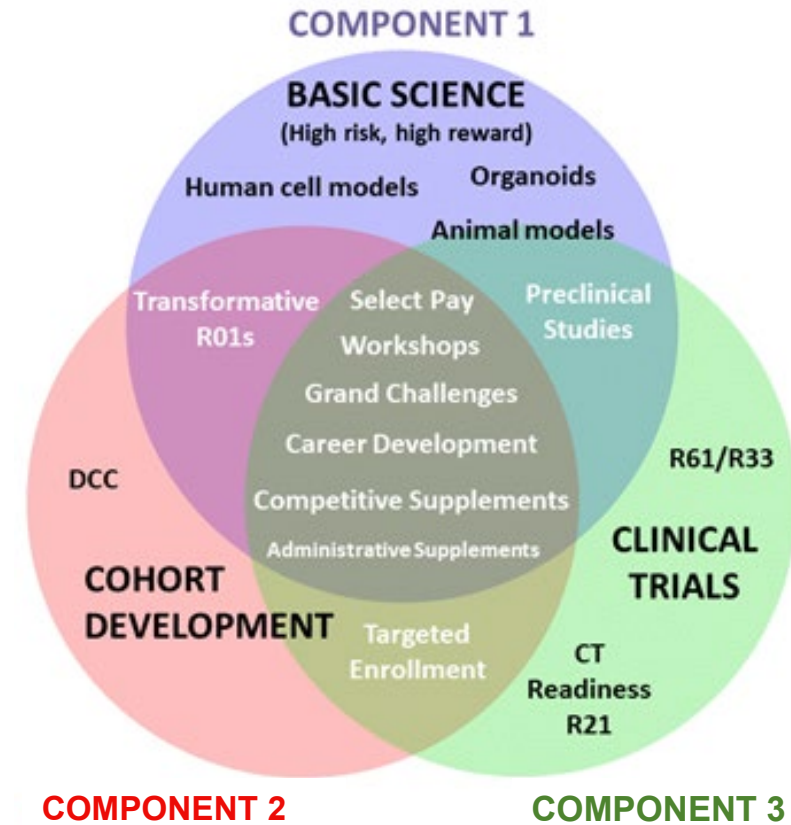 COMPONENT 1
BASIC SCIENCE
(High risk, high reward)
Human cell models
Organoids
Animal models
Transformative
R01s
Select Pay
Workshops
Grand Challenges
Career Development
Competitive Supplements
Administrative Supplements
Preclinical
Studies
DCC
COHORT
DEVELOPMENT
Targeted
Enrollment
R61/R33
CLINICAL
TRIALS
CT
Readiness
R21
COMPONENT 2
COMPONENT 3